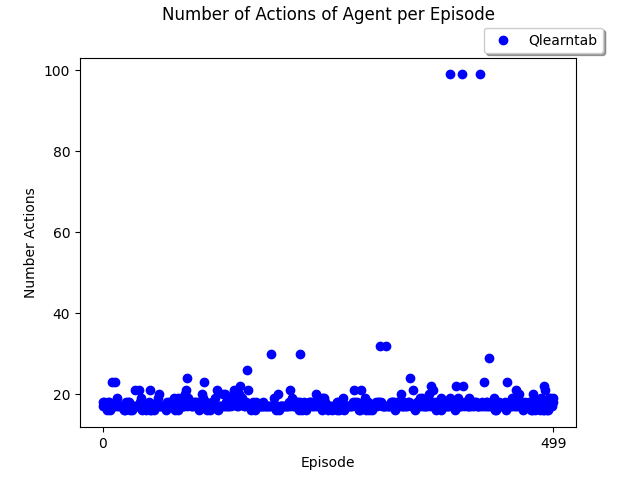 Number of Actions of Agent per Episode
Qlearntab
100
80
60
40
20
Number Actions
0
499
Episode